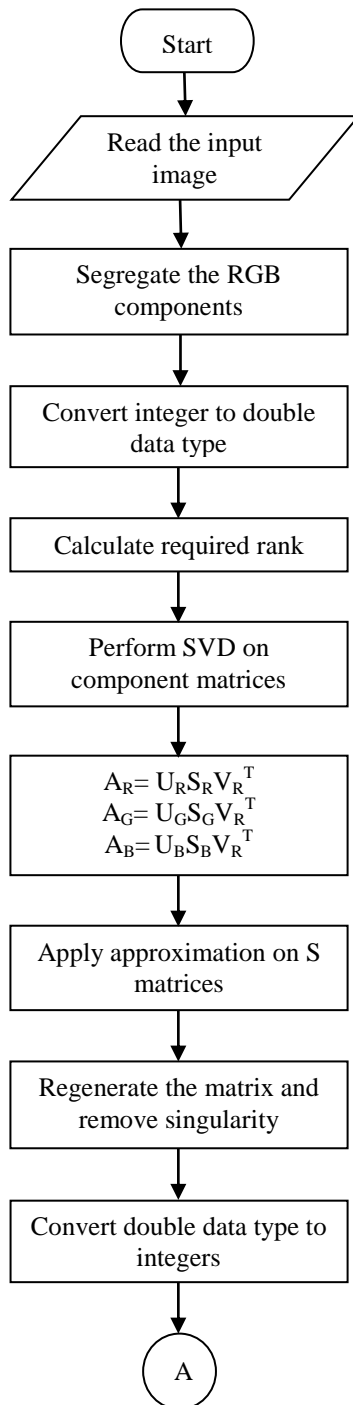 Start
Read the input
image
Segregate the RGB
components
Convert integer to double
data type
Calculate required rank
Perform SVD on
component matrices
A_R= U_RS_RV_R^T
A_G= U_GS_GV_R^T
A_B= U_BS_BV_R^T
Apply approximation on S
matrices
Regenerate the matrix and
remove singularity
Convert double data type to
integers
A